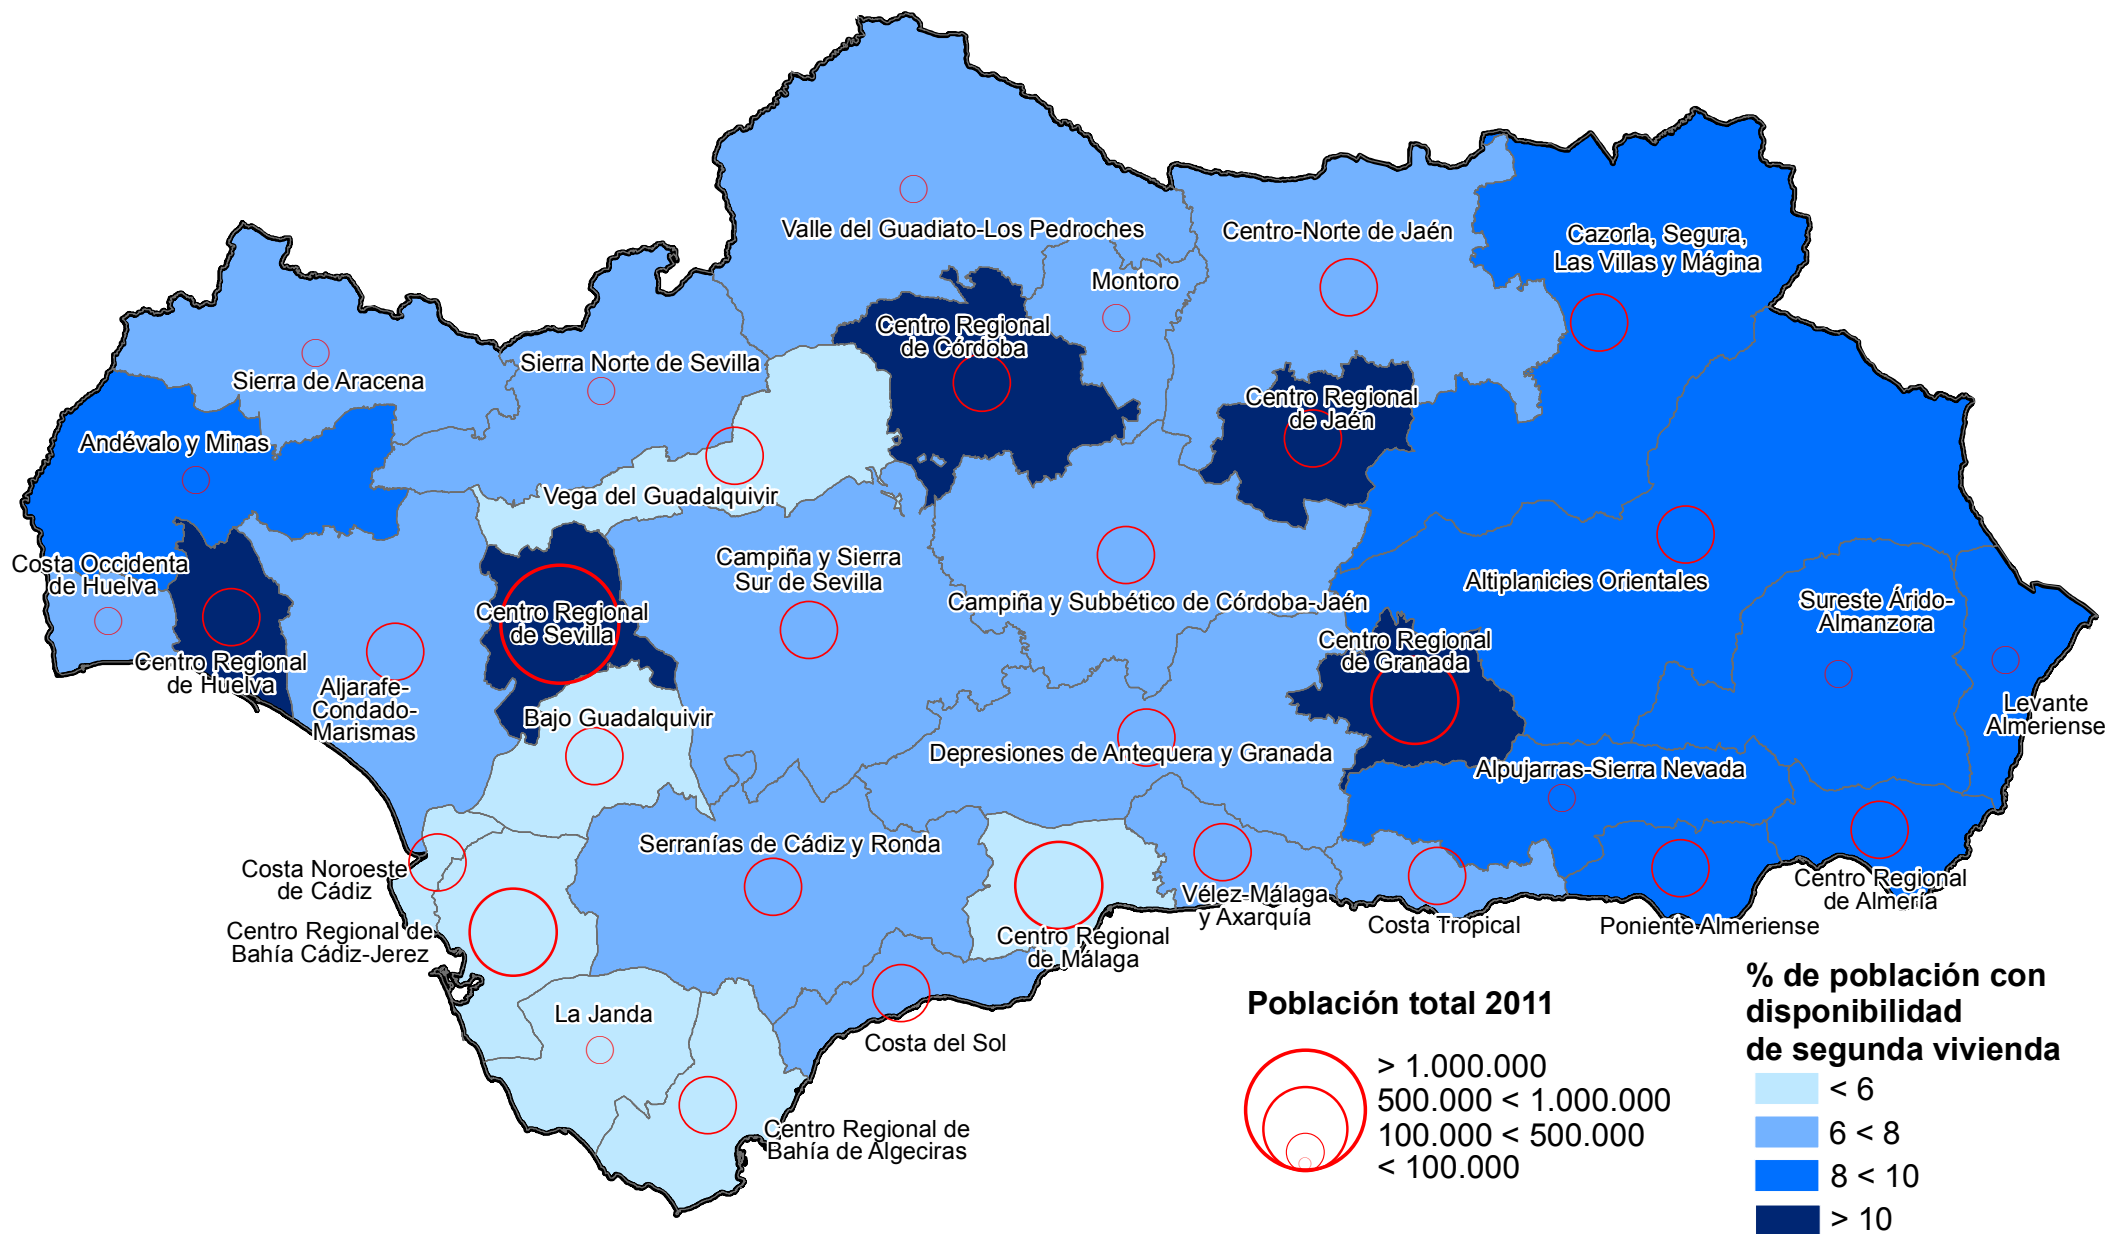 Valle del Guadiato-Los Pedroches
Centro-Norte de Jaén
Cazorla, Segura,
Las Villas y Mágina
Montoro
Centro Regional
de Córdoba
Sierra Norte de Sevilla
Sierra de Aracena
Centro Regional
de Jaén
Andévalo y Minas
Vega del Guadalquivir
Costa Occidenta
de Huelva
Campiña y Sierra
Sur de Sevilla
Altiplanicies Orientales
Campiña y Subbético de Córdoba-Jaén
Sureste Árido-
Almanzora
Centro Regional
de Sevilla
Centro Regional
de Granada
Centro Regional
de Huelva
Aljarafe-
Condado-
Marismas
Bajo Guadalquivir
Levante
Almeriense
Depresiones de Antequera y Granada
Alpujarras-Sierra Nevada
Serranías de Cádiz y Ronda
Costa Noroeste
de Cádiz
Vélez-Málaga
y Axarquía
Centro Regional
de Almería
Costa Tropical
Poniente Almeriense
Centro Regional de
Bahía Cádiz-Jerez
Centro Regional
de Málaga
La Janda
Costa del Sol
Centro Regional de
Bahía de Algeciras
Población total 2011
> 1.000.000
500.000 < 1.000.000
100.000 < 500.000
< 100.000
% de población con
disponibilidad
de segunda vivienda
< 6
6 < 8
8 < 10
> 10